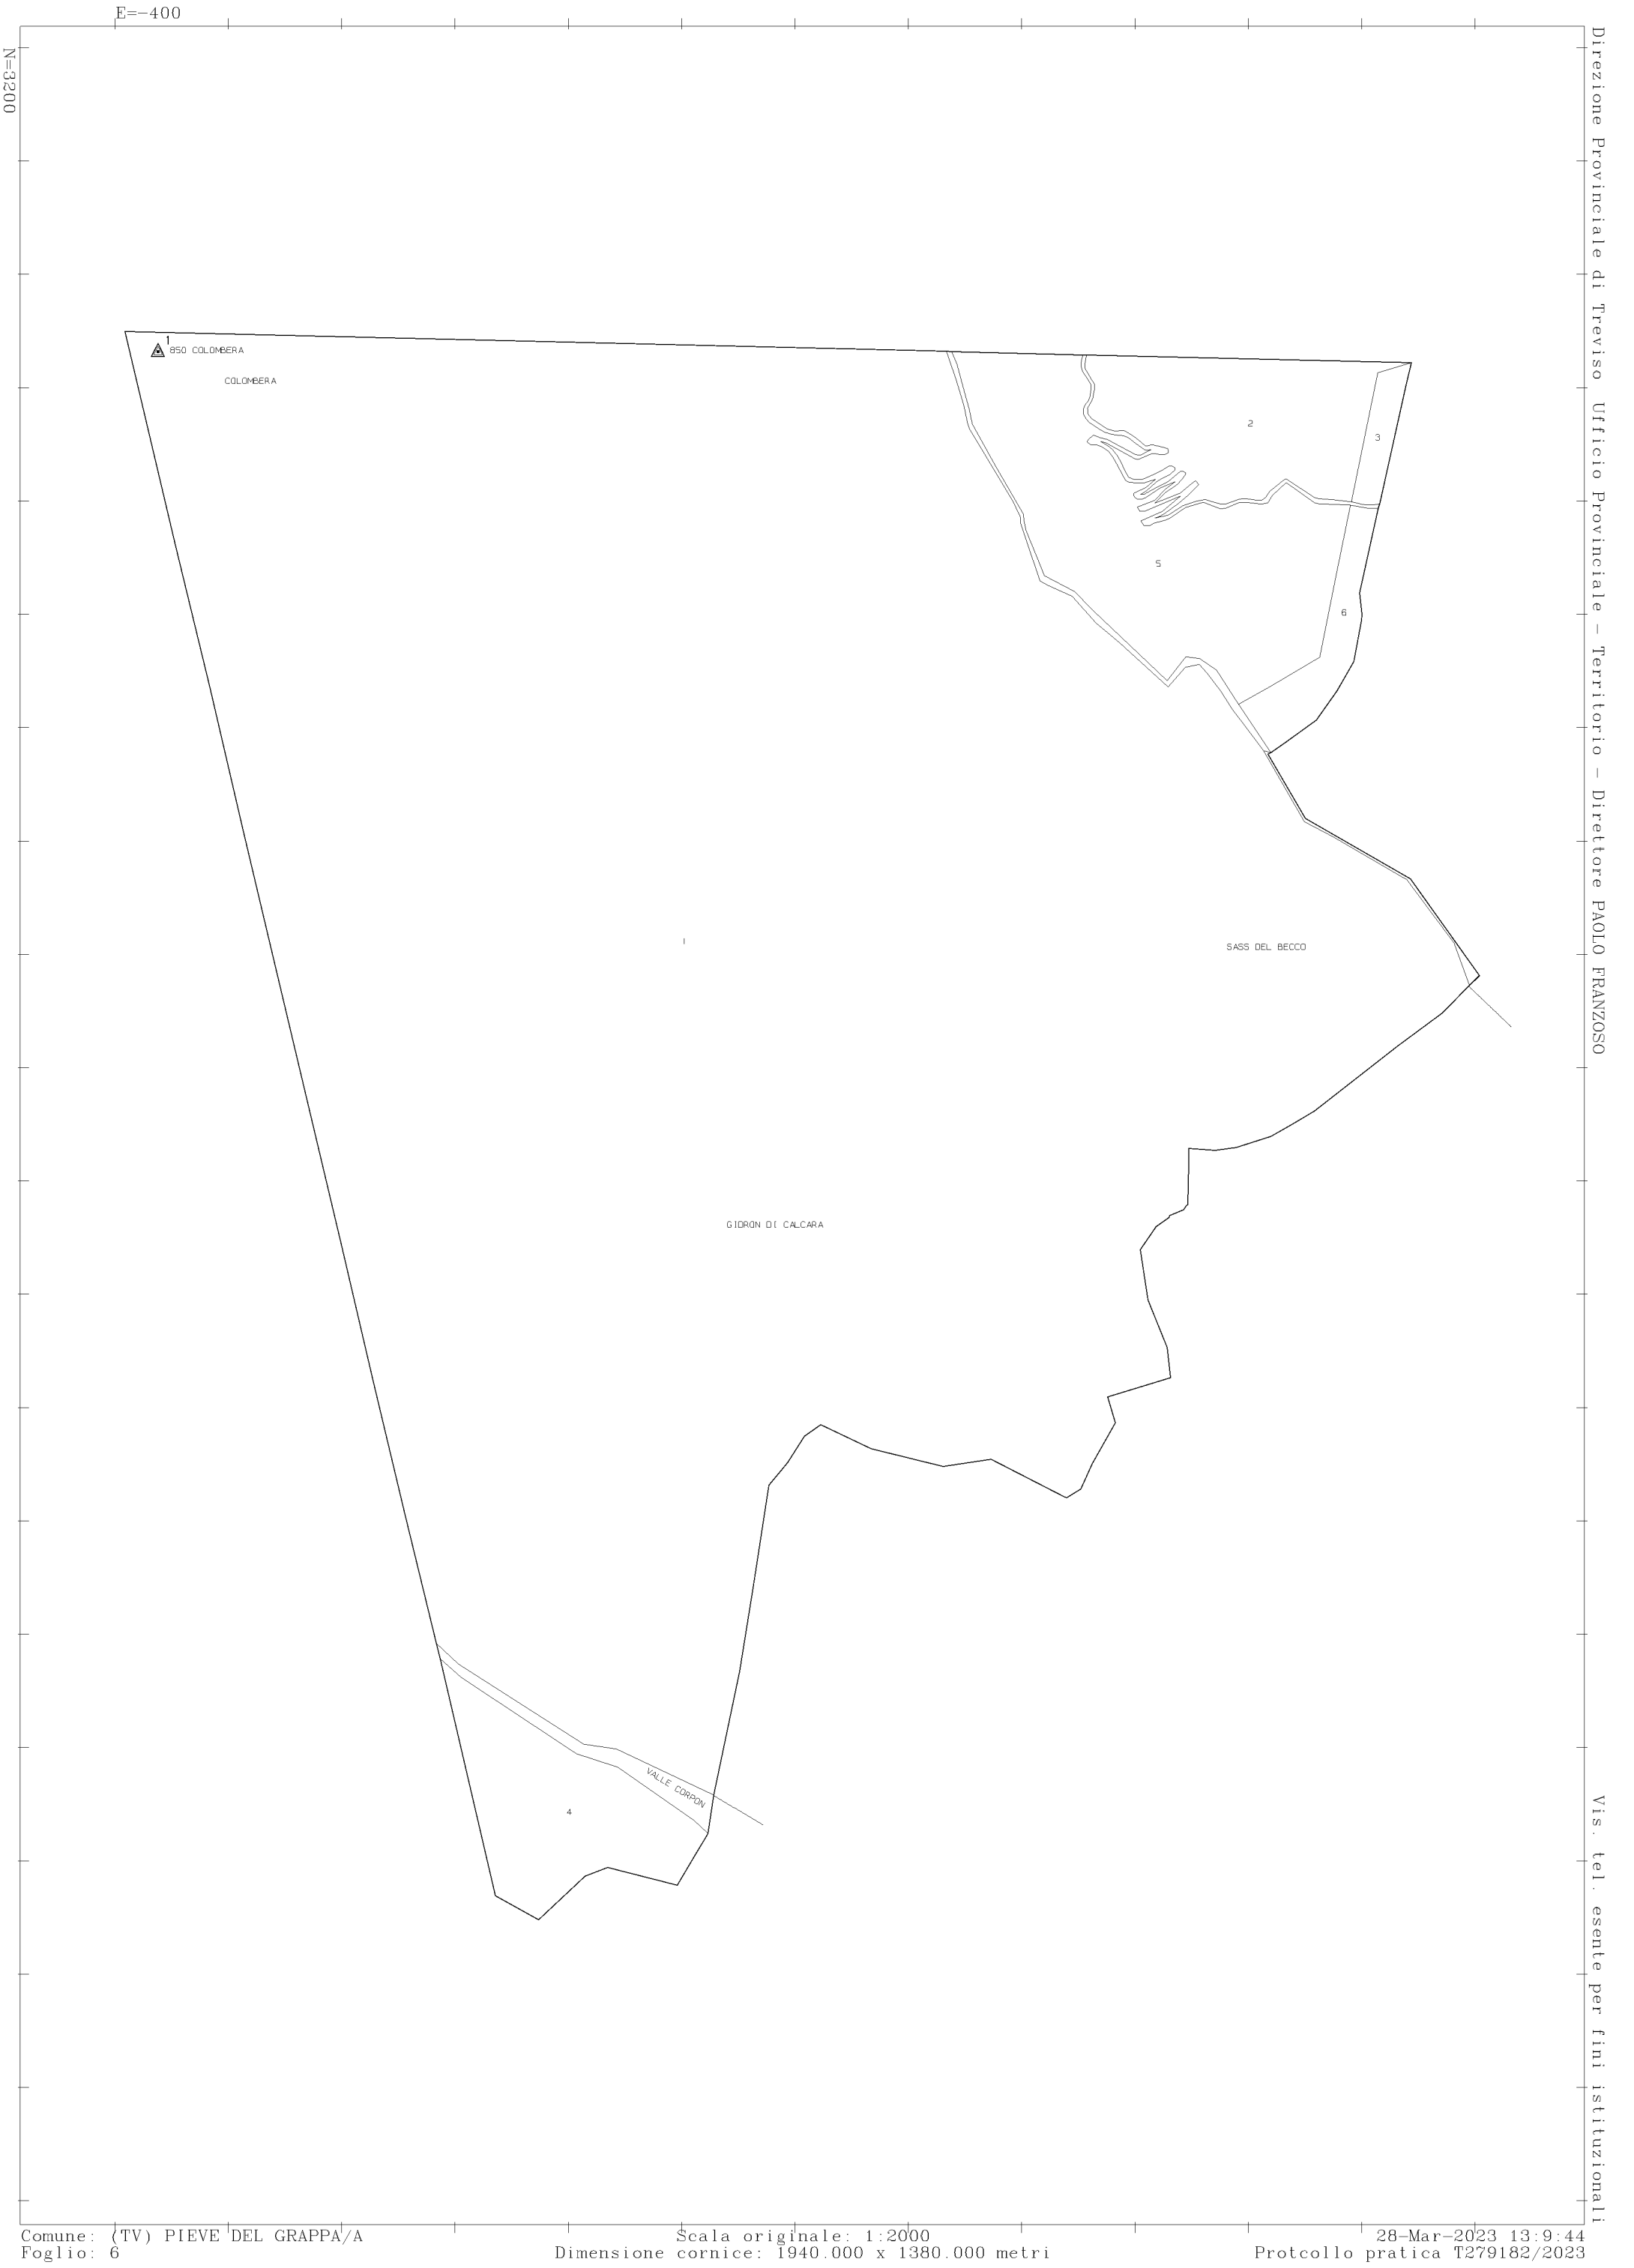 E=-400
N=3200
Direzione Provinciale di Treviso Ufficio Provinciale - Territorio - Direttore PAOLO FRANZOSO
Vis. tel. esente per fini istituzionali
1
850 COLOMBERA
COLOMBERA
2
3
5
6
1
SASS DEL BECCO
GIDRON DI CALCARA
VALLE CORPON
4
Comune: (TV) PIEVE DEL GRAPPA/A
Foglio: 6
Scala originale: 1:2000
Dimensione cornice: 1940.000 x 1380.000 metri
28-Mar-2023 13:9:44
Protcollo pratica T279182/2023